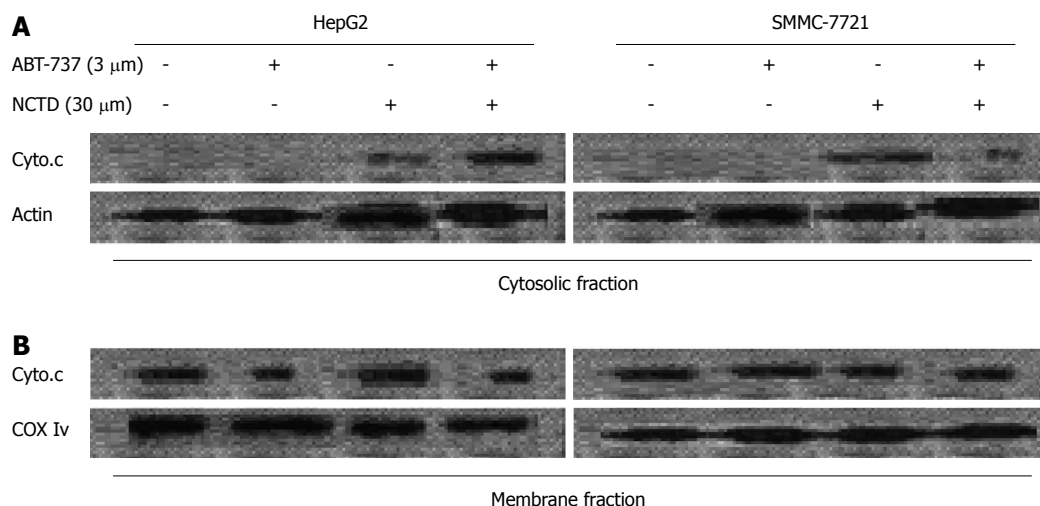 A
HepG2 SMMC-7721
ABT-737 (3 μm) - + - + - + - +
NCTD (30 μm) - - + + - - + +
Cyto.c
Actin
Cytosolic fraction
B
Cyto.c
COX Iv
Membrane fraction